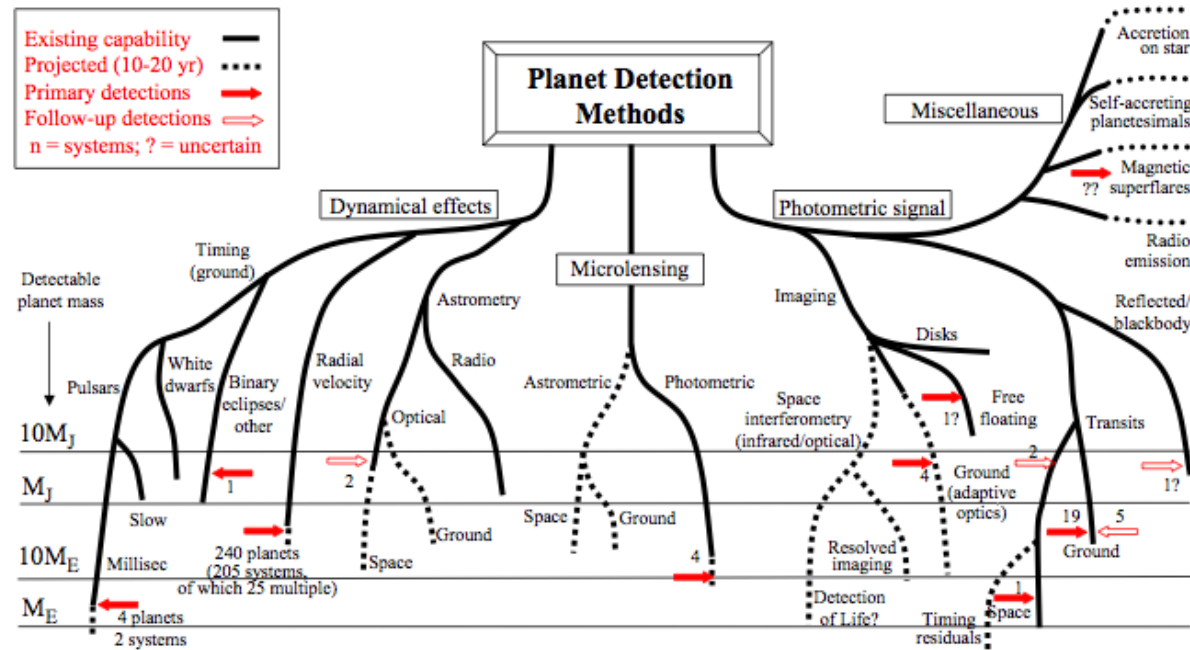 Existing capability
Projected (10-20 yr)
Primary detections
Follow-up detections
n = systems; ? = uncertain
Planet Detection
Methods
Miscellaneous
Accretion
on star
Self-accreting
planetesimals
Magnetic
superflares
??
Radio
emission
Dynamical effects
Photometric signal
Microlensing
Timing
(ground)
Detectable
planet mass
Astrometry
Imaging
Reflected/
blackbody
Disks
Pulsars
White
dwarfs
Binary
eclipses/
other
Radial
velocity
Radio
Optical
Astrometric
Photometric
Space
interferometry
(infrared/optical)
1?
Free
floating
Transits
10M_J
1
2
4
Ground
(adaptive
optics)
2
1?
M_J
Slow
Ground
Space
Ground
19
5
Ground
10M_E
Millisec
240 planets
(205 systems,
of which 25 multiple)
Space
4
Resolved
imaging
Detection
of Life?
1
Space
Timing
residuals
M_E
4 planets
2 systems